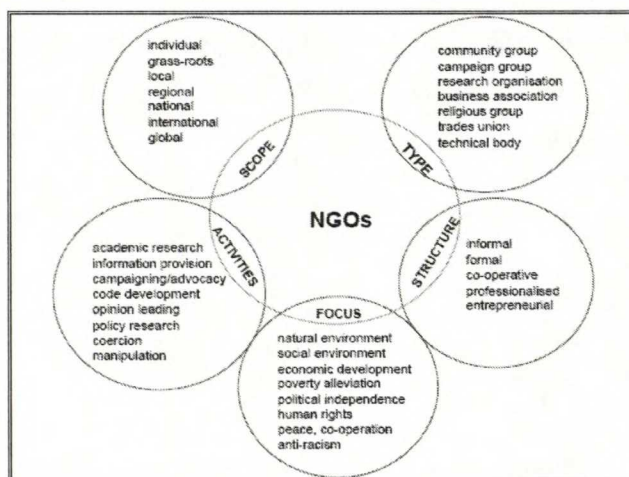 individual
grass-roots
local
regional
national
international
global
SCOPE
community group
campaign group
research organisation
business association
religious group
trades union
technical body
TYPE
NGOs
academic research
information provision
campaigning/advocacy
code development
opinion leading
policy research
coercion
manipulation
ACTIVITIES
informal
formal
co-operative
professionalised
entrepreneurial
STRUCTURE
FOCUS
natural environment
social environment
economic development
poverty alleviation
political independence
human rights
peace, co-operation
anti-racism